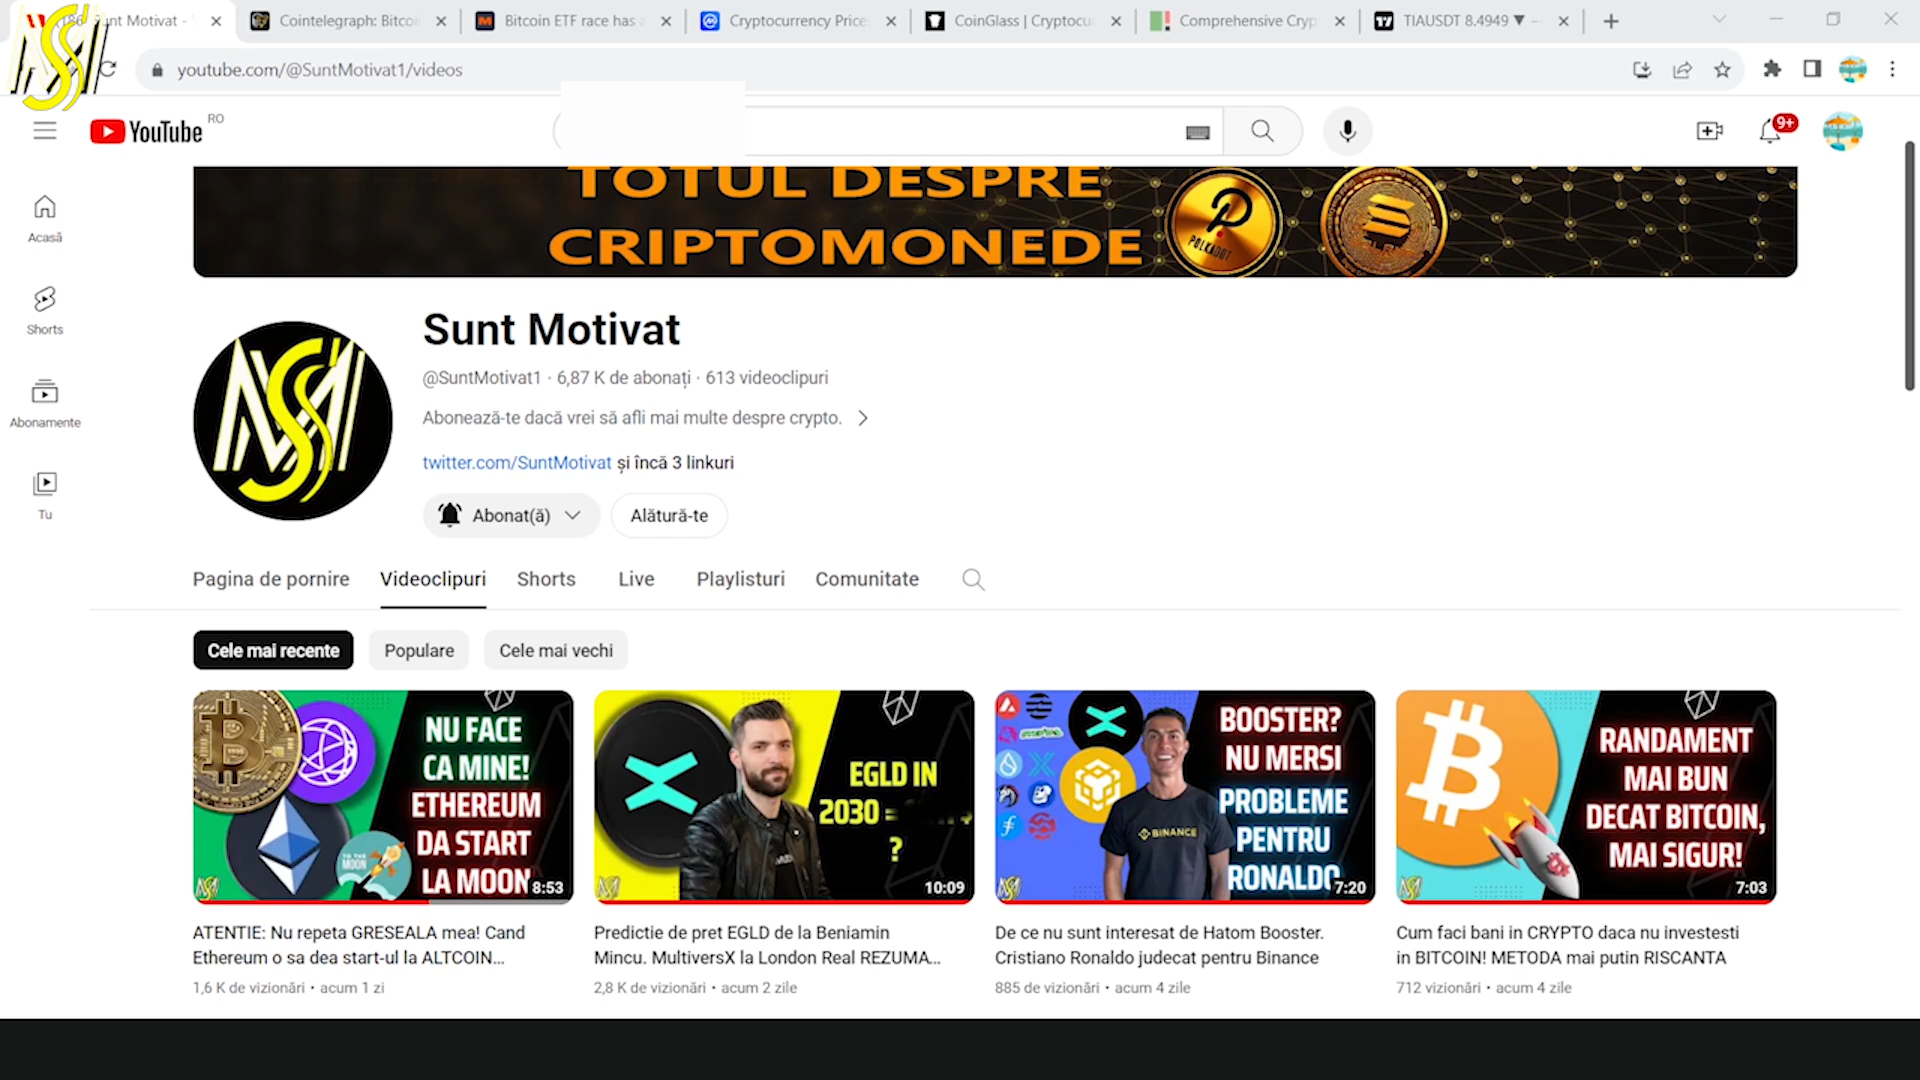 Sunt Motivat -
Cointelegraph: Bitcoi
Bitcoin ETF race has
Cryptocurrency Price
CoinGlass | Cryptocu
Comprehensive Cryp
TIAUSDT 8.4949 ▼ –
youtube.com/@SuntMotivat1/videos
YouTube RO
9+
TOTUL DESPRE
CRIPTOMONEDE
POLKADOT
Acasă
Shorts
Abonamente
Tu
Sunt Motivat
@SuntMotivat1 · 6,87 K de abonați · 613 videoclipuri
Abonează-te dacă vrei să afli mai multe despre crypto.
twitter.com/SuntMotivat și încă 3 linkuri
Abonat(ă)
Alătură-te
Pagina de pornire
Videoclipuri
Shorts
Live
Playlisturi
Comunitate
Cele mai recente
Populare
Cele mai vechi
NU FACE
CA MINE!
ETHEREUM
DA START
LA MOON
TO THE
MOON
8:53
EGLD IN
2030 =
?
10:09
BOOSTER?
NU MERSI
PROBLEME
PENTRU
RONALDO
BINANCE
7:20
RANDAMENT
MAI BUN
DECAT BITCOIN,
MAI SIGUR!
7:03
ATENTIE: Nu repeta GRESEALA mea! Cand
Ethereum o sa dea start-ul la ALTCOIN...
1,6 K de vizionări • acum 1 zi
Predictie de pret EGLD de la Beniamin
Mincu. MultiversX la London Real REZUMA...
2,8 K de vizionări • acum 2 zile
De ce nu sunt interesat de Hatom Booster.
Cristiano Ronaldo judecat pentru Binance
885 de vizionări • acum 4 zile
Cum faci bani in CRYPTO daca nu investesti
in BITCOIN! METODA mai putin RISCANTA
712 vizionări • acum 4 zile